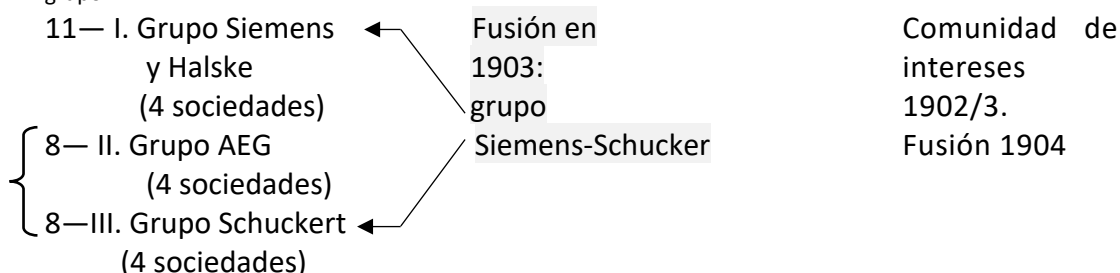 11— I. Grupo Siemens
y Halske
(4 sociedades)
8— II. Grupo AEG
(4 sociedades)
8—III. Grupo Schuckert
(4 sociedades)
Fusión en
1903:
grupo
Siemens-Schucker
Comunidad de
intereses
1902/3.
Fusión 1904